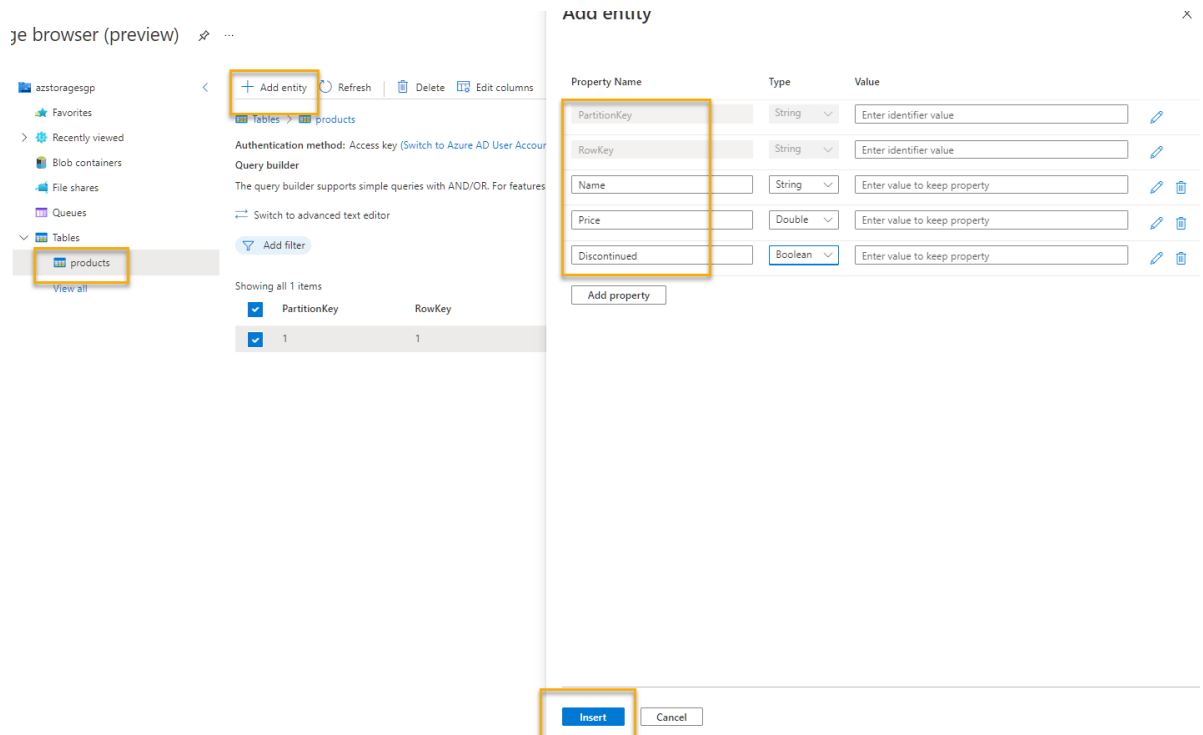 ge browser (preview) ...
azstoragesgp
Favorites
Recently viewed
Blob containers
File shares
Queues
Tables
products
View all
Add entity Refresh Delete Edit columns
Tables > products
Authentication method: Access key (Switch to Azure AD User Accour
Query builder
The query builder supports simple queries with AND/OR. For features
Switch to advanced text editor
Add filter
Showing all 1 items
PartitionKey RowKey
1 1
Add entity
Property Name Type Value
PartitionKey String Enter identifier value
RowKey String Enter identifier value
Name String Enter value to keep property
Price Double Enter value to keep property
Discontinued Boolean Enter value to keep property
Add property
Insert Cancel